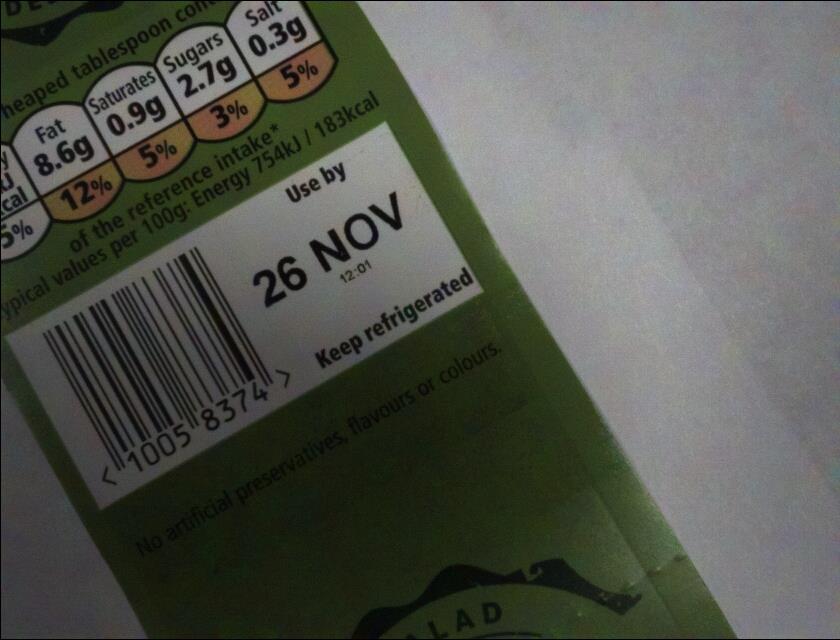 heaped tablespoon
Fat 8.6g 12%
Saturates 0.9g 5%
Sugars 2.7g 3%
Salt 0.3g 5%
of the reference intake*
typical values per 100g: Energy 754kJ / 183kcal
Use by
26 NOV
12:01
Keep refrigerated
< 1005 8374 >
No artificial preservatives, flavours or colours.
ALAD